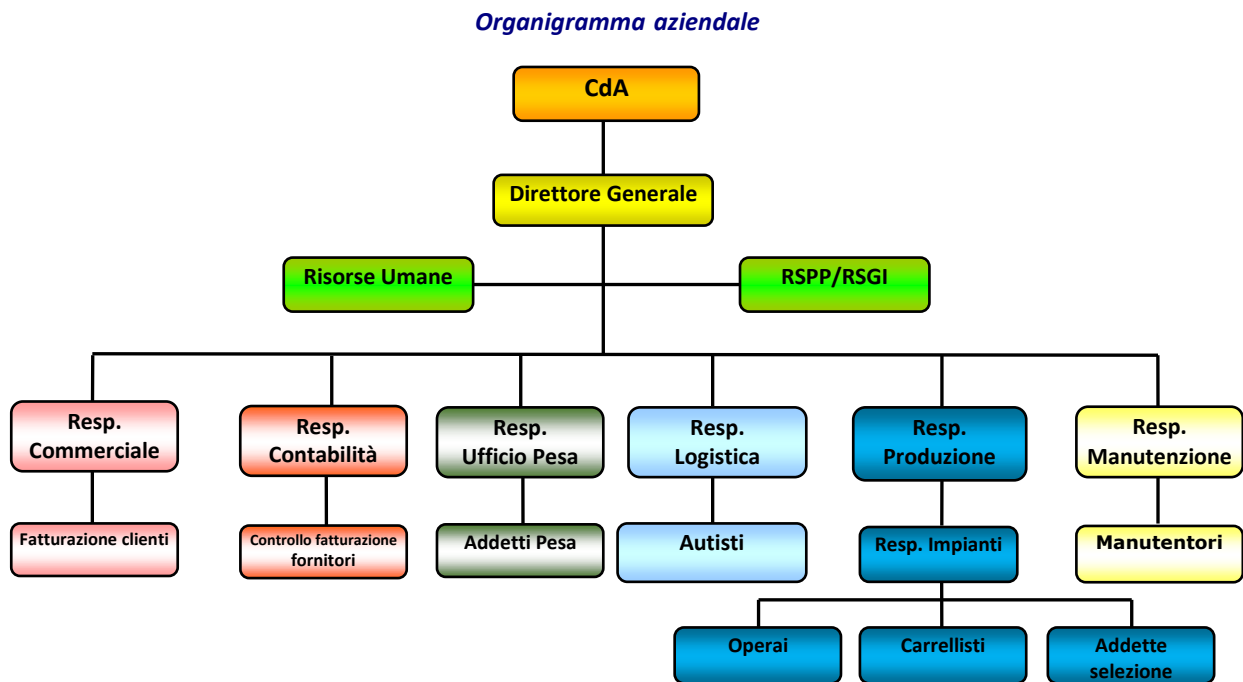 Organigramma aziendale
CdA
Direttore Generale
Risorse Umane
RSPP/RSGI
Resp.
Commerciale
Resp.
Contabilità
Resp.
Ufficio Pesa
Resp.
Logistica
Resp.
Produzione
Resp.
Manutenzione
Fatturazione clienti
Controllo fatturazione
fornitori
Addetti Pesa
Autisti
Resp. Impianti
Manutentori
Operai
Carrellisti
Addette
selezione